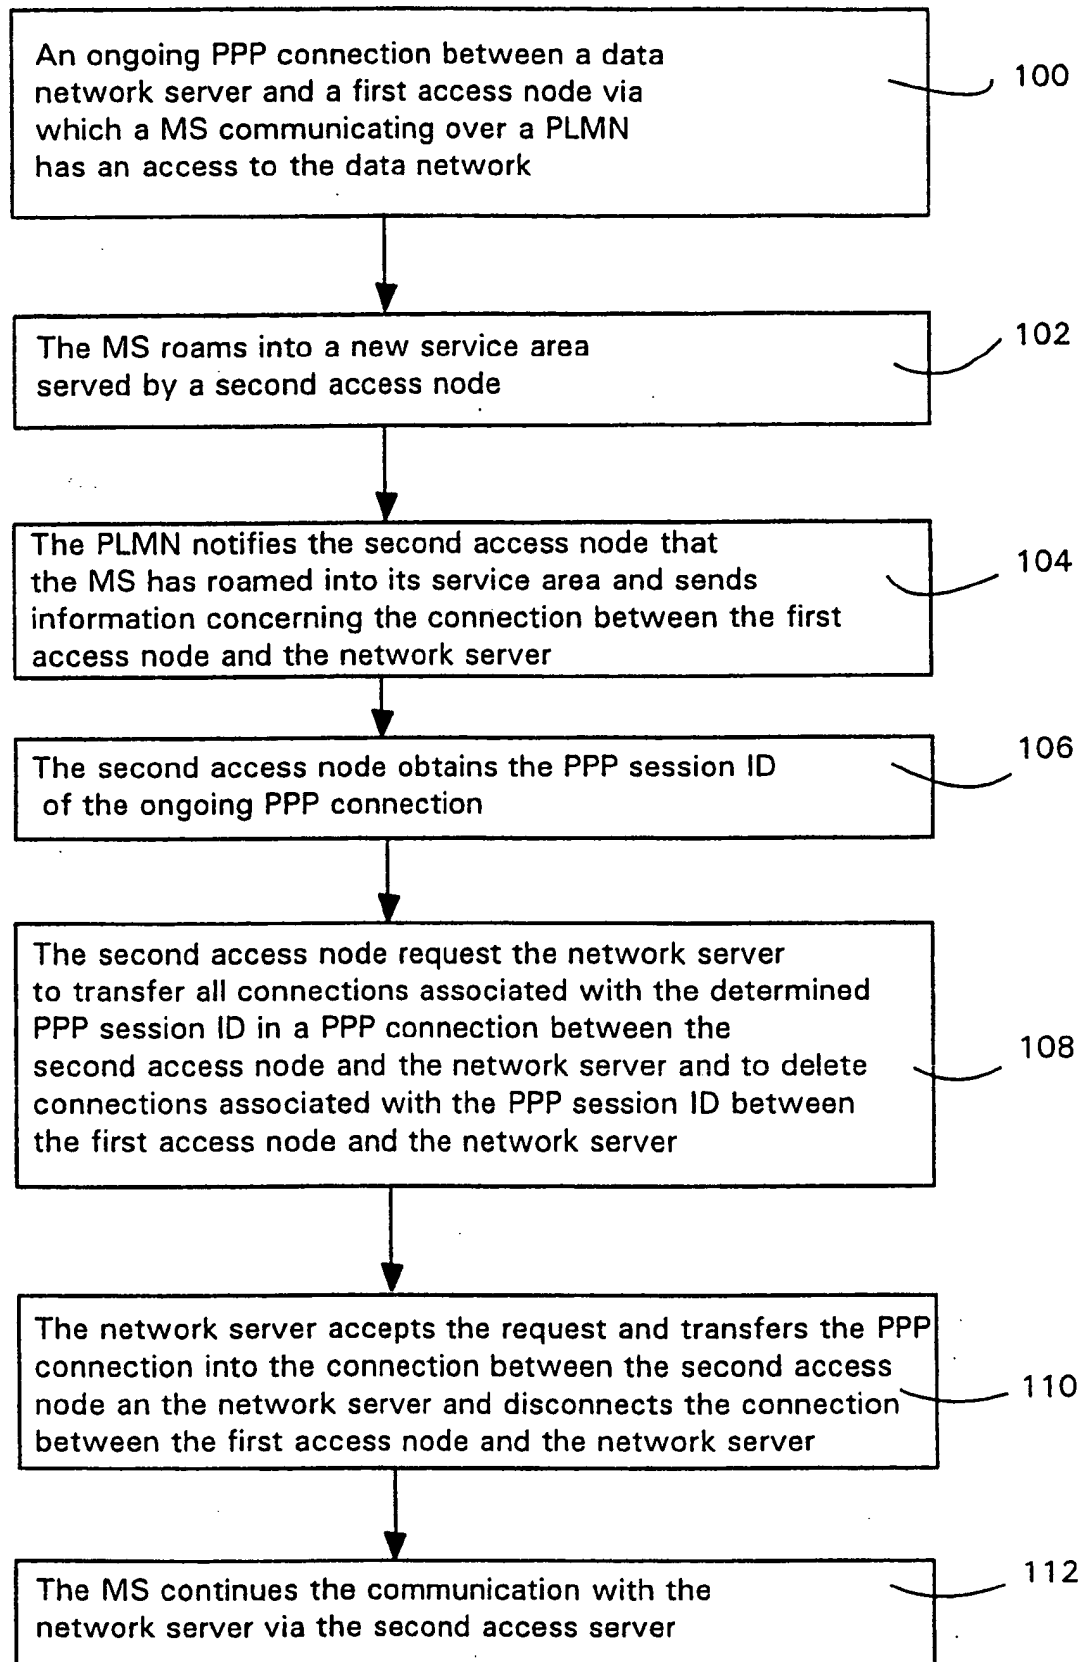 An ongoing PPP connection between a data
network server and a first access node via
which a MS communicating over a PLMN
has an access to the data network
100
The MS roams into a new service area
served by a second access node
102
The PLMN notifies the second access node that
the MS has roamed into its service area and sends
information concerning the connection between the first
access node and the network server
104
The second access node obtains the PPP session ID
of the ongoing PPP connection
106
The second access node request the network server
to transfer all connections associated with the determined
PPP session ID in a PPP connection between the
second access node and the network server and to delete
connections associated with the PPP session ID between
the first access node and the network server
108
The network server accepts the request and transfers the PPP
connection into the connection between the second access
node an the network server and disconnects the connection
between the first access node and the network server
110
The MS continues the communication with the
network server via the second access server
112